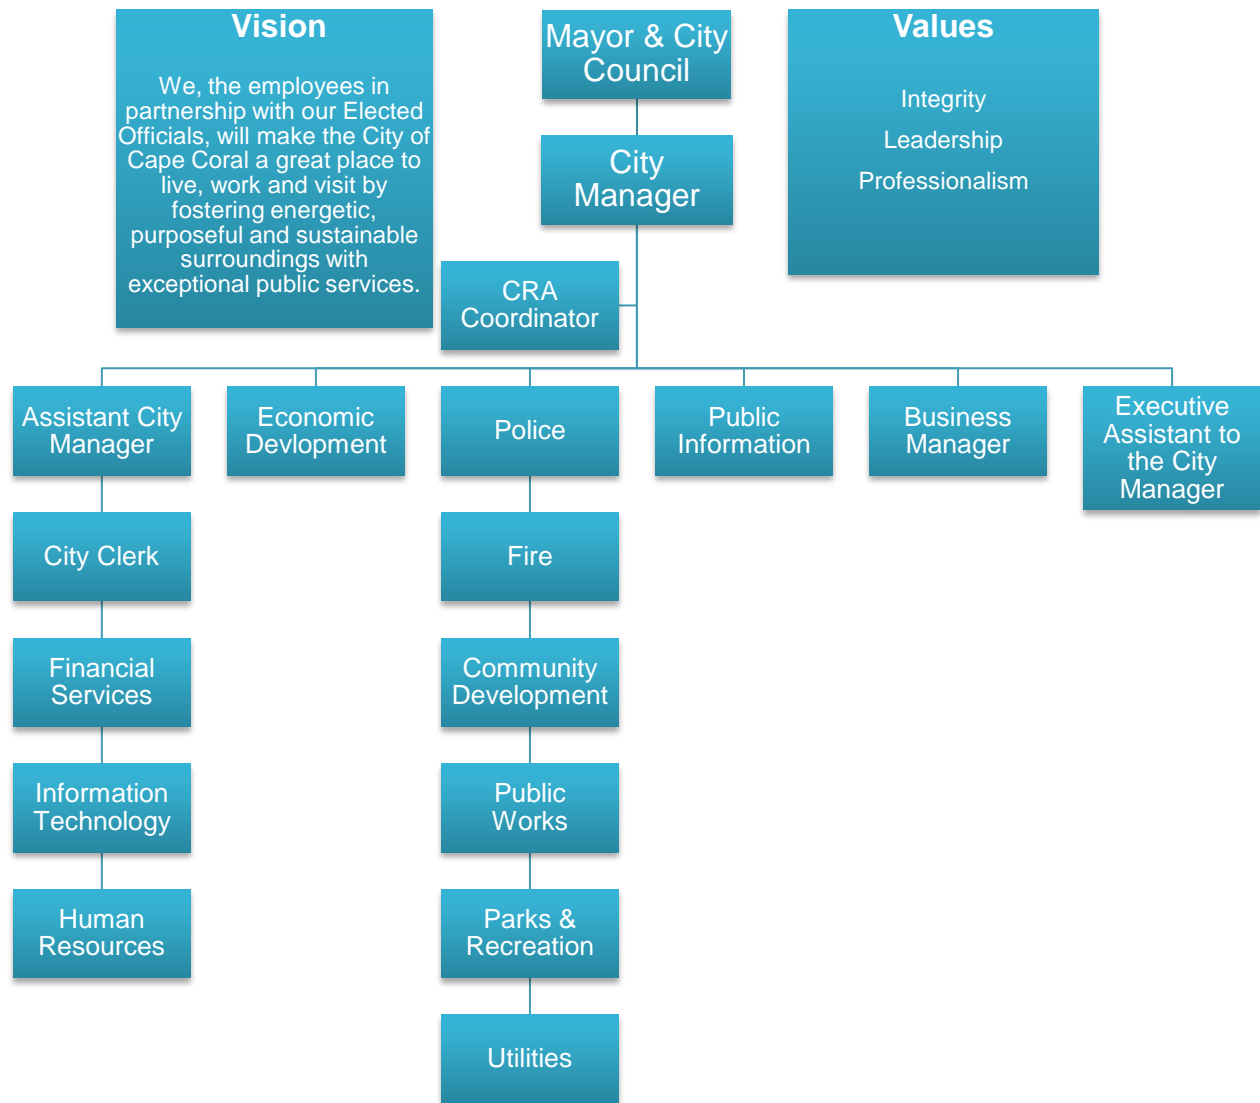 Vision
We, the employees in
partnership with our Elected
Officials, will make the City of
Cape Coral a great place to
live, work and visit by
fostering energetic,
purposeful and sustainable
surroundings with
exceptional public services.
Mayor & City
Council
Values
Integrity
Leadership
Professionalism
City
Manager
CRA
Coordinator
Assistant City
Manager
Economic
Devlopment
Police
Public
Information
Business
Manager
Executive
Assistant to
the City
Manager
City Clerk
Fire
Financial
Services
Community
Development
Information
Technology
Public
Works
Human
Resources
Parks &
Recreation
Utilities